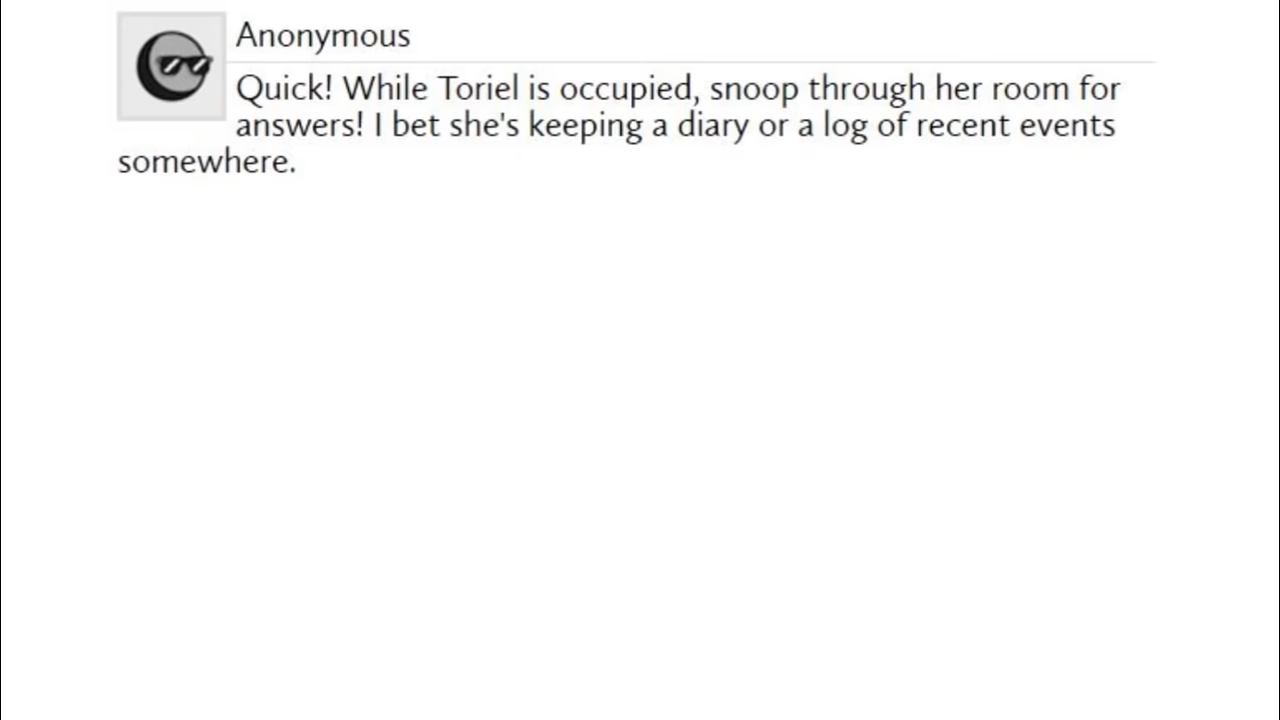 Anonymous
Quick! While Toriel is occupied, snoop through her room for
answers! I bet she's keeping a diary or a log of recent events
somewhere.